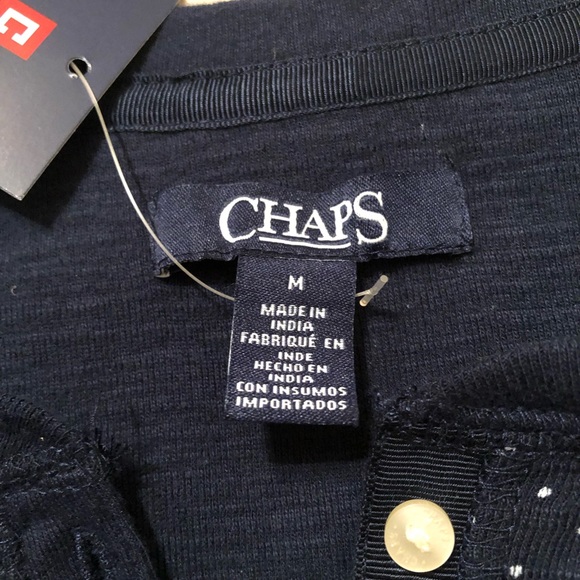 C
CHAPS
M
MADE IN
INDIA
FABRIQUÉ EN
INDE
HECHO EN
INDIA
CON INSUMOS
IMPORTADOS